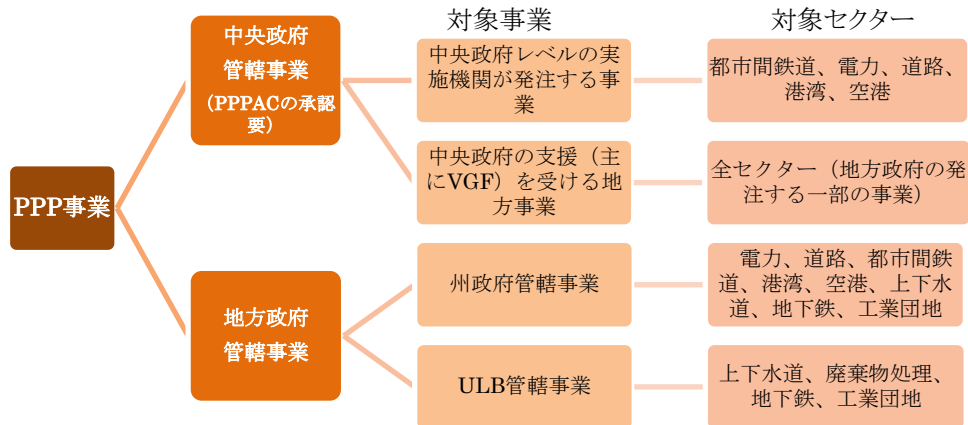 対象事業
対象セクター
PPP事業
中央政府
管轄事業
（PPPACの承認
要）
中央政府レベルの実
施機関が発注する事
業
都市間鉄道、電力、道路、
港湾、空港
中央政府の支援（主
にVGF）を受ける地
方事業
全セクター（地方政府の発
注する一部の事業）
地方政府
管轄事業
州政府管轄事業
電力、道路、都市間鉄
道、港湾、空港、上下水
道、地下鉄、工業団地
ULB管轄事業
上下水道、廃棄物処理、
地下鉄、工業団地